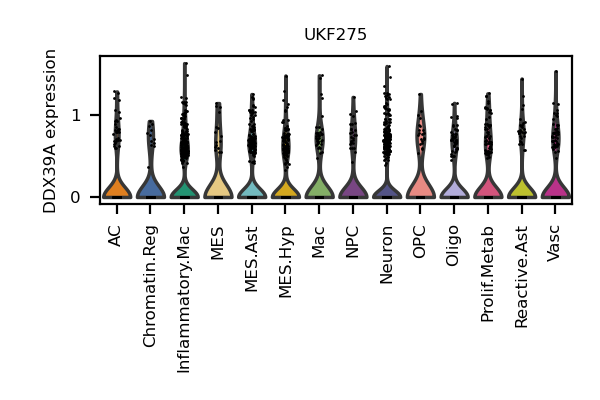 UKF275
DDX39A expression
1
0
AC
Chromatin.Reg
Inflammatory.Mac
MES
MES.Ast
MES.Hyp
Mac
NPC
Neuron
OPC
Oligo
Prolif.Metab
Reactive.Ast
Vasc